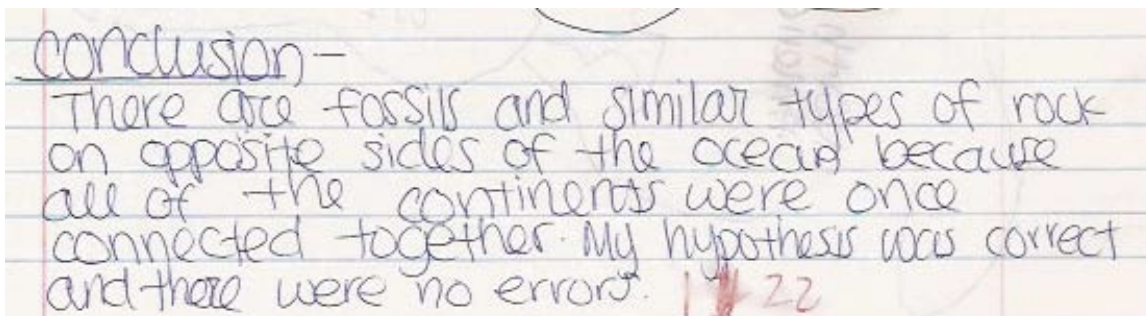 Conclusion-
There are fossils and similar types of rock
on opposite sides of the ocean because
all of the continents were once
connected together. My hypothesis was correct
and there were no errors. 22